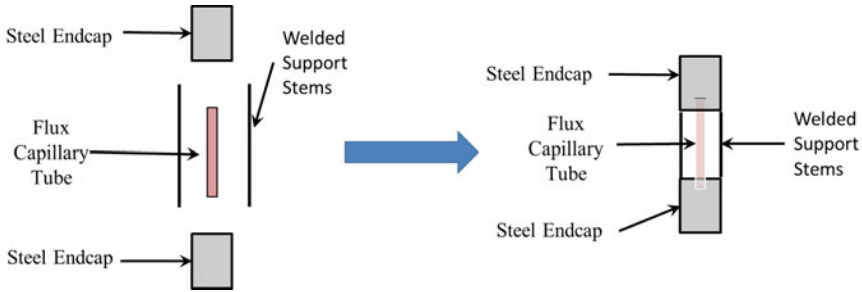 Steel Endcap
Welded
Support
Stems
Flux
Capillary
Tube
Steel Endcap
Steel Endcap
Flux
Capillary
Tube
Welded
Support
Stems
Steel Endcap